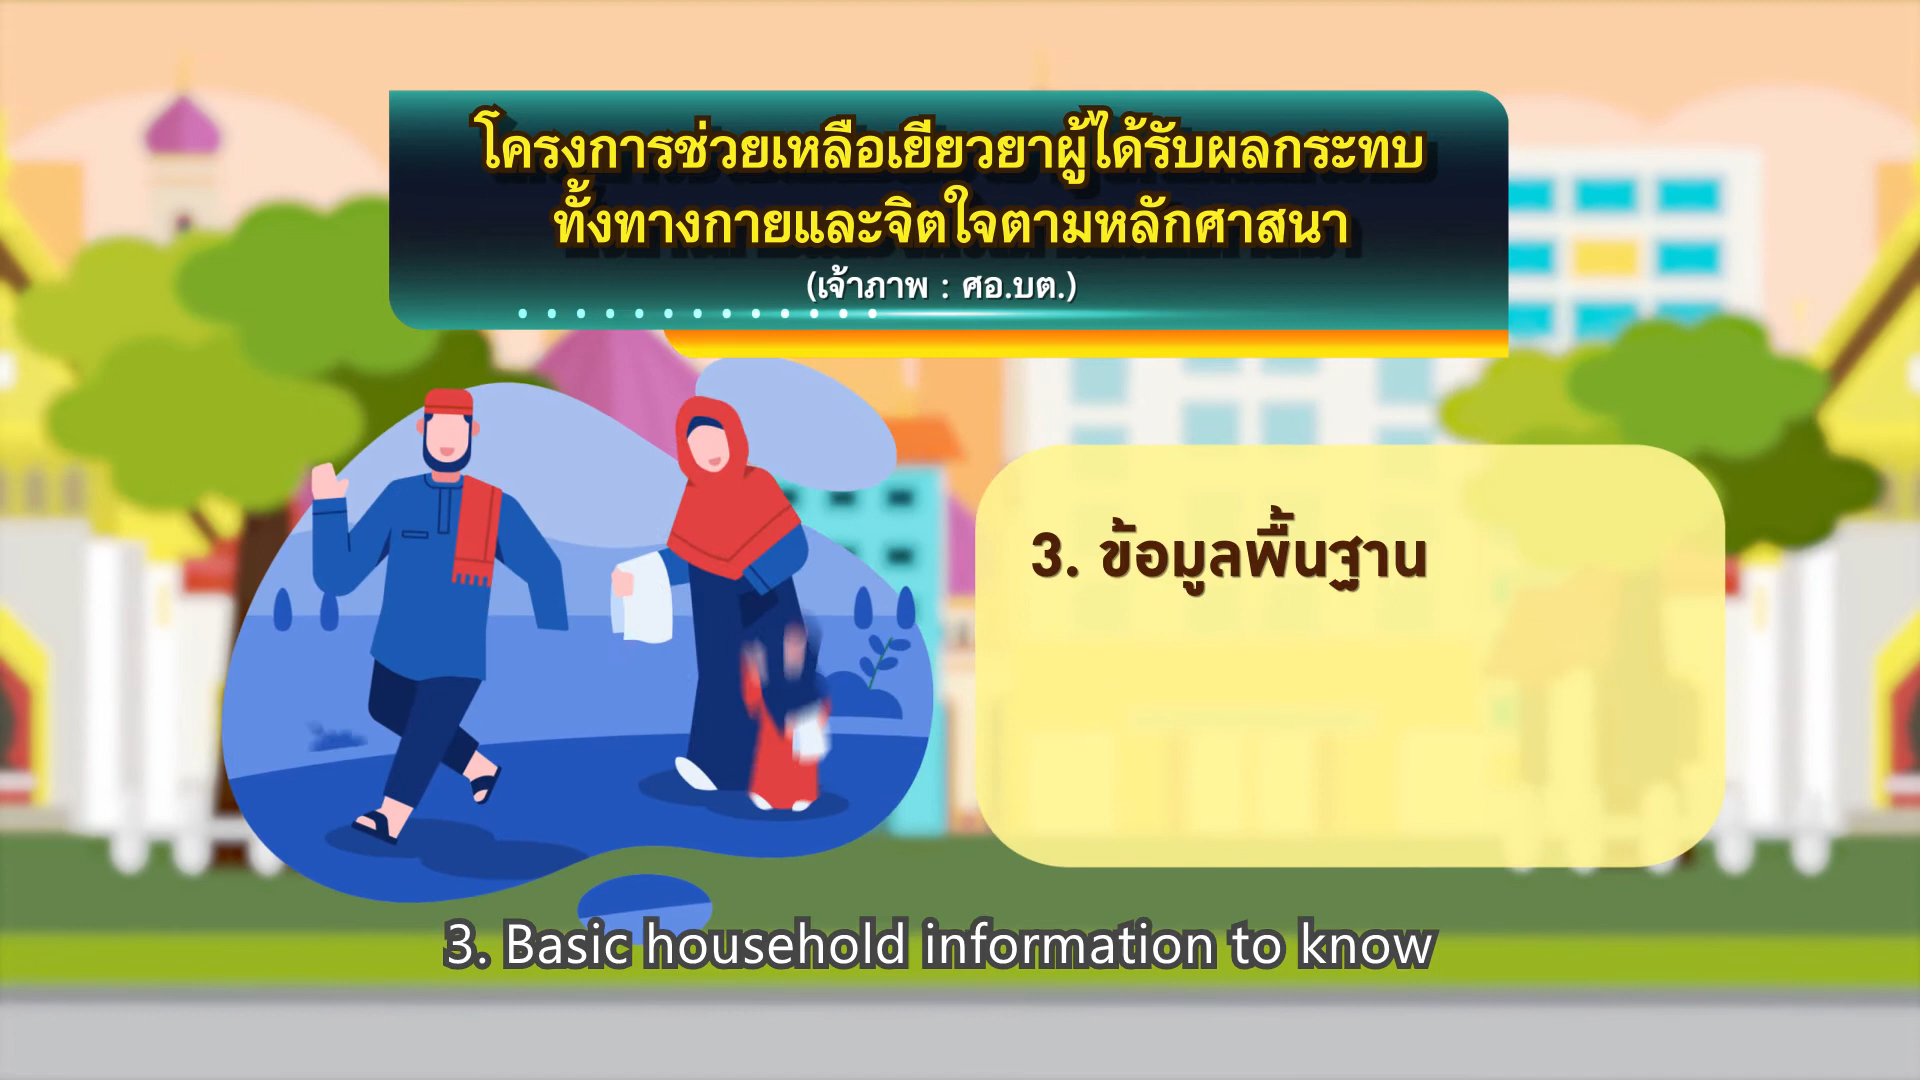 โครงการช่วยเหลือเยียวยาผู้ได้รับผลกระทบ
ทั้งทางกายและจิตใจตามหลักศาสนา
(เจ้าภาพ : ศอ.บต.)
3. ข้อมูลพื้นฐาน
3. Basic household information to know